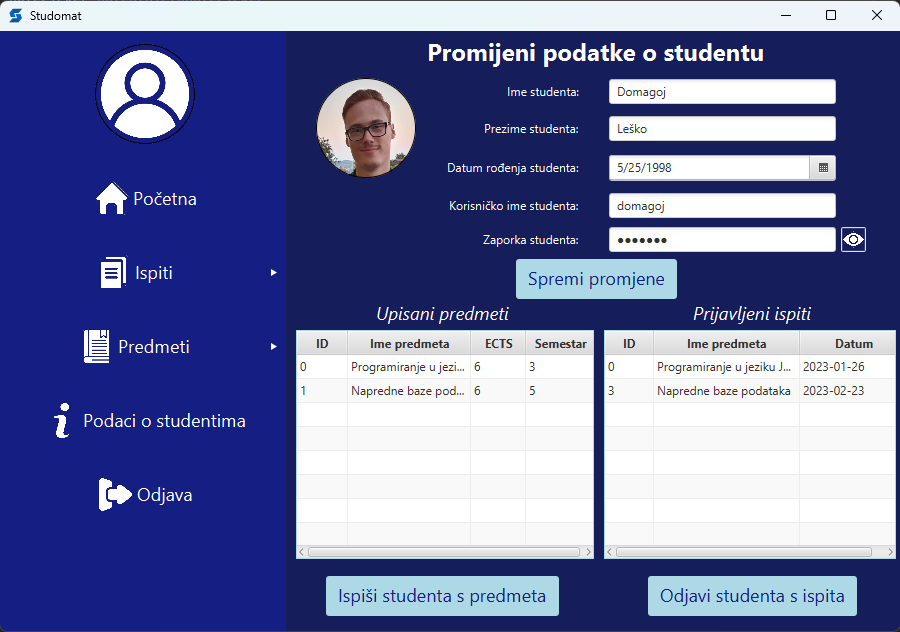 Studomat
Početna
Ispiti
Predmeti
Podaci o studentima
Odjava
Promijeni podatke o studentu
Ime studenta: Domagoj
Prezime studenta: Leško
Datum rođenja studenta: 5/25/1998
Korisničko ime studenta: domagoj
Zaporka studenta: ●●●●●●●
Spremi promjene
Upisani predmeti
ID Ime predmeta ECTS Semestar
0 Programiranje u jezi... 6 3
1 Napredne baze pod... 6 5
Ispiši studenta s predmeta
Prijavljeni ispiti
ID Ime predmeta Datum
0 Programiranje u jeziku J... 2023-01-26
3 Napredne baze podataka 2023-02-23
Odjavi studenta s ispita